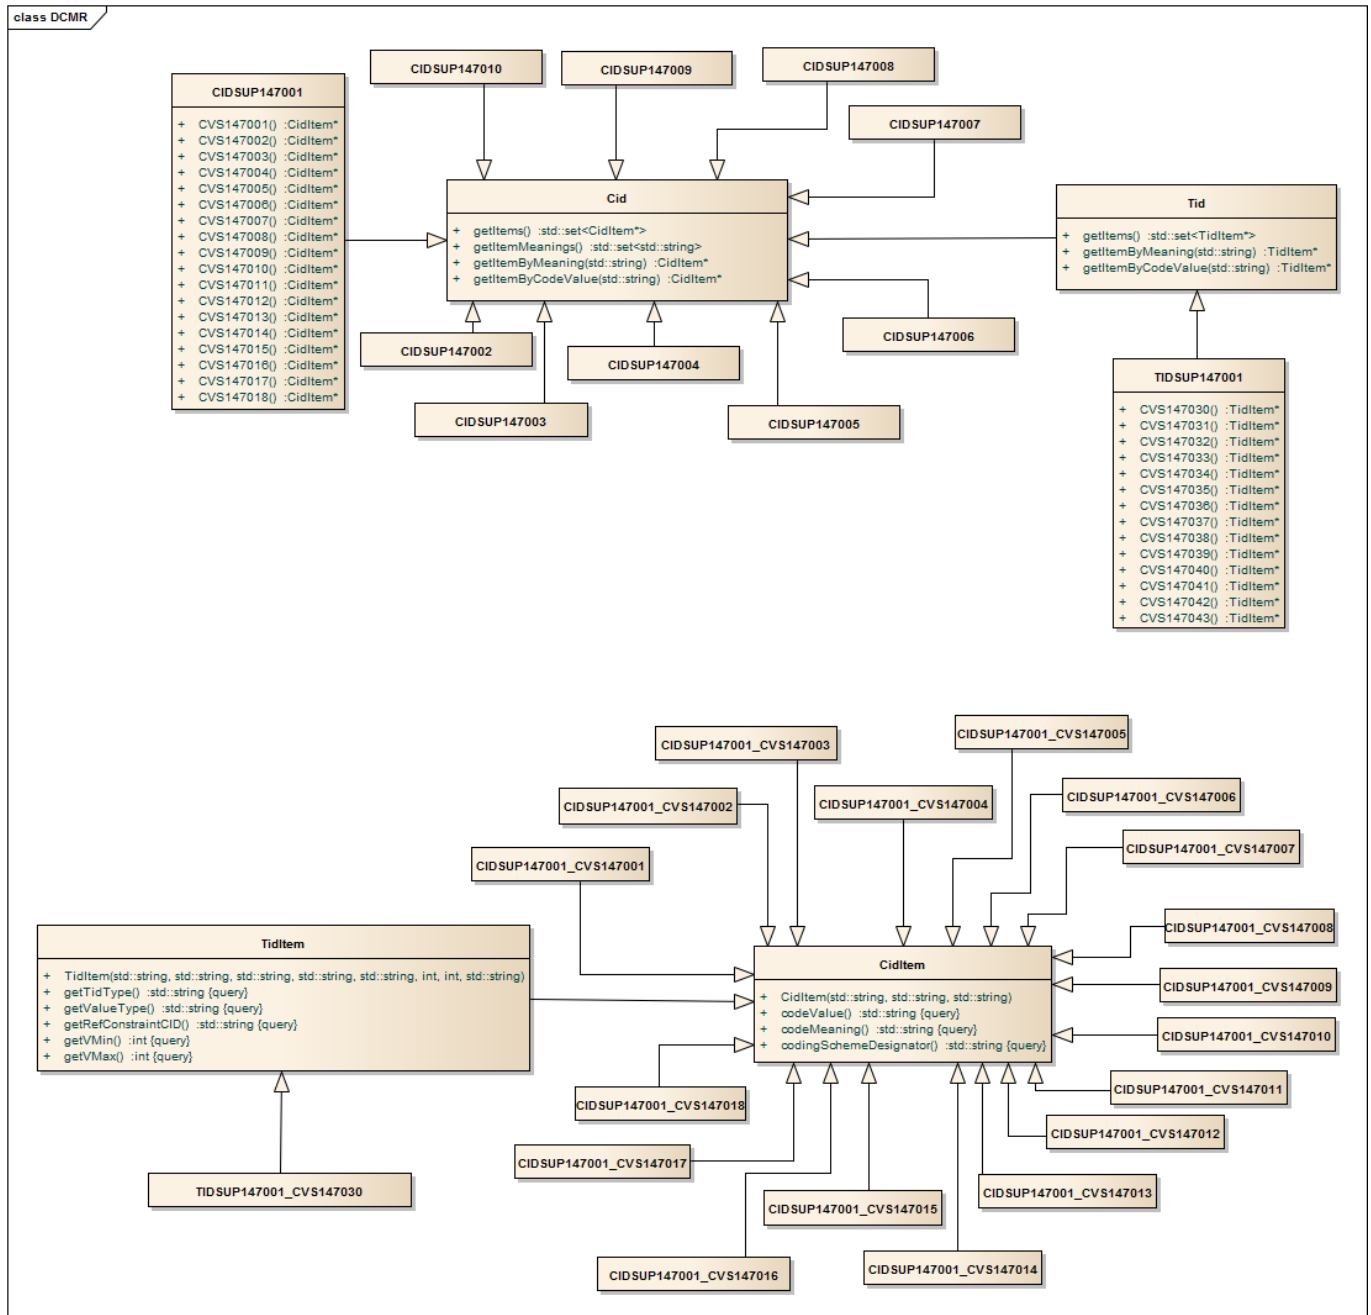 class DCMR
CIDSUP147010
CIDSUP147009
CIDSUP147008
CIDSUP147001
+ CVS147001() :CidItem*
+ CVS147002() :CidItem*
+ CVS147003() :CidItem*
+ CVS147004() :CidItem*
+ CVS147005() :CidItem*
+ CVS147006() :CidItem*
+ CVS147007() :CidItem*
+ CVS147008() :CidItem*
+ CVS147009() :CidItem*
+ CVS147010() :CidItem*
+ CVS147011() :CidItem*
+ CVS147012() :CidItem*
+ CVS147013() :CidItem*
+ CVS147014() :CidItem*
+ CVS147015() :CidItem*
+ CVS147016() :CidItem*
+ CVS147017() :CidItem*
+ CVS147018() :CidItem*
CIDSUP147007
Cid
+ getItems() :std::set<CidItem*>
+ getItemMeanings() :std::set<std::string>
+ getItemByMeaning(std::string) :CidItem*
+ getItemByCodeValue(std::string) :CidItem*
Tid
+ getItems() :std::set<TidItem*>
+ getItemByMeaning(std::string) :TidItem*
+ getItemByCodeValue(std::string) :TidItem*
CIDSUP147002
CIDSUP147004
CIDSUP147006
CIDSUP147003
CIDSUP147005
TIDSUP147001
+ CVS147030() :TidItem*
+ CVS147031() :TidItem*
+ CVS147032() :TidItem*
+ CVS147033() :TidItem*
+ CVS147034() :TidItem*
+ CVS147035() :TidItem*
+ CVS147036() :TidItem*
+ CVS147037() :TidItem*
+ CVS147038() :TidItem*
+ CVS147039() :TidItem*
+ CVS147040() :TidItem*
+ CVS147041() :TidItem*
+ CVS147042() :TidItem*
+ CVS147043() :TidItem*
CIDSUP147001_CVS147003
CIDSUP147001_CVS147005
CIDSUP147001_CVS147002
CIDSUP147001_CVS147004
CIDSUP147001_CVS147006
CIDSUP147001_CVS147001
CIDSUP147001_CVS147007
CIDSUP147001_CVS147008
TidItem
+ TidItem(std::string, std::string, std::string, std::string, std::string, int, int, std::string)
+ getTidType() :std::string {query}
+ getValueType() :std::string {query}
+ getRefConstraintCID() :std::string {query}
+ getVMin() :int {query}
+ getVMax() :int {query}
CidItem
+ CidItem(std::string, std::string, std::string)
+ codeValue() :std::string {query}
+ codeMeaning() :std::string {query}
+ codingSchemeDesignator() :std::string {query}
CIDSUP147001_CVS147009
CIDSUP147001_CVS147010
CIDSUP147001_CVS147011
CIDSUP147001_CVS147018
CIDSUP147001_CVS147012
CIDSUP147001_CVS147017
CIDSUP147001_CVS147013
TIDSUP147001_CVS147030
CIDSUP147001_CVS147015
CIDSUP147001_CVS147016
CIDSUP147001_CVS147014